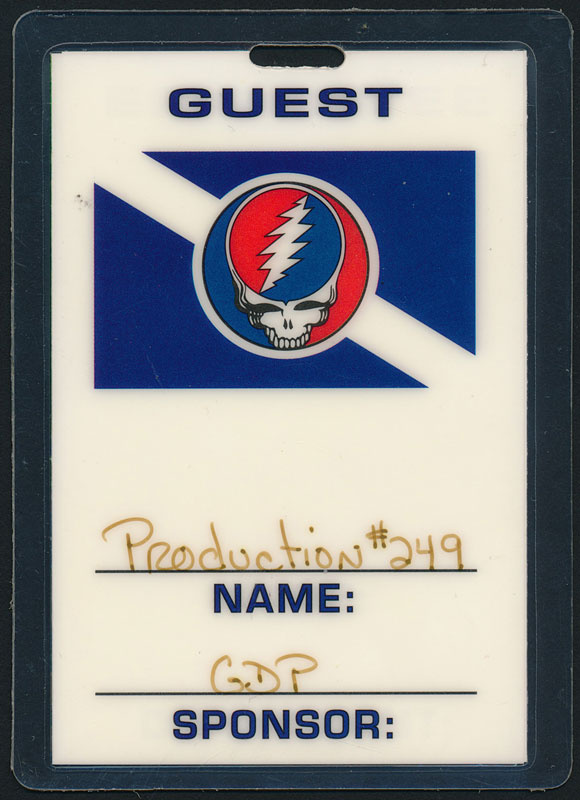 GUEST
Production #249
NAME:
GDP
SPONSOR: